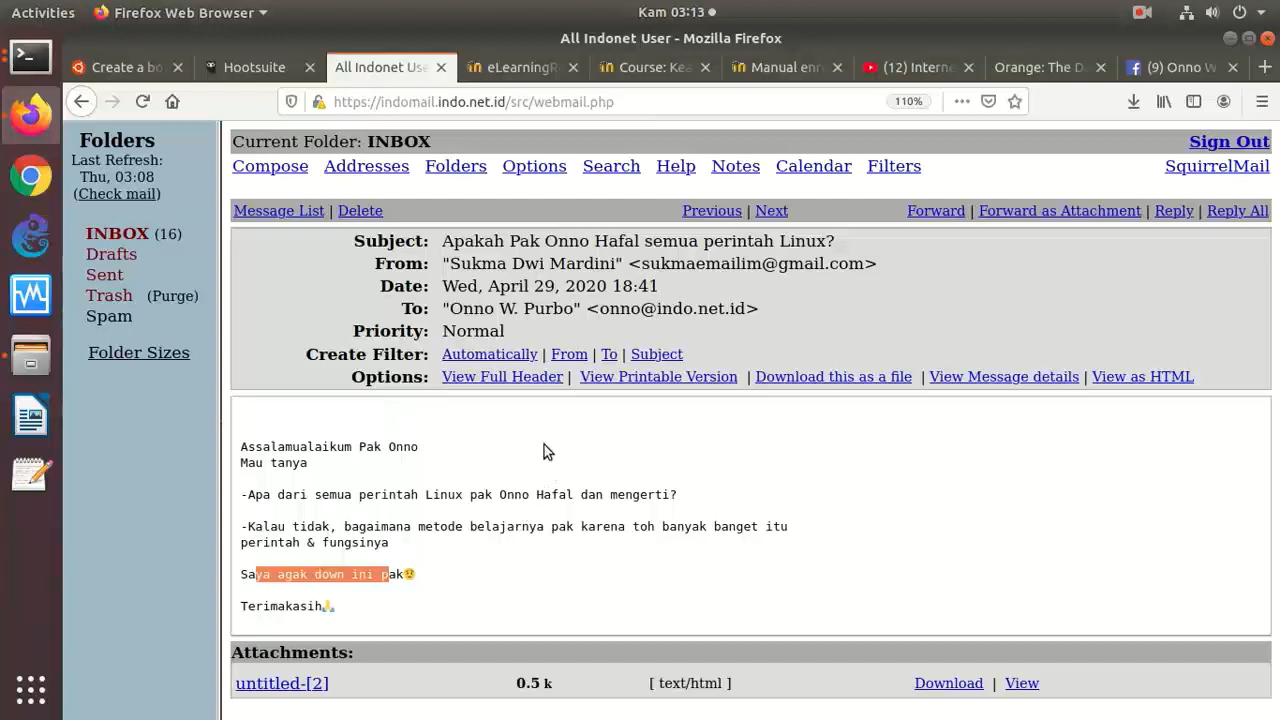 Activities Firefox Web Browser Kam 03:13
All Indonet User - Mozilla Firefox
Create a bo Hootsuite All Indonet Use eLearningR Course: Kea Manual enr (12) Intern Orange: The D (9) Onno W
https://indomail.indo.net.id/src/webmail.php 110%
Folders
Last Refresh:
Thu, 03:08
(Check mail)
INBOX (16)
Drafts
Sent
Trash (Purge)
Spam
Folder Sizes
Current Folder: INBOX Sign Out
Compose Addresses Folders Options Search Help Notes Calendar Filters SquirrelMail
Message List | Delete Previous | Next Forward | Forward as Attachment | Reply | Reply All
Subject: Apakah Pak Onno Hafal semua perintah Linux?
From: "Sukma Dwi Mardini" <sukmaemailim@gmail.com>
Date: Wed, April 29, 2020 18:41
To: "Onno W. Purbo" <onno@indo.net.id>
Priority: Normal
Create Filter: Automatically | From | To | Subject
Options: View Full Header | View Printable Version | Download this as a file | View Message details | View as HTML
Assalamualaikum Pak Onno
Mau tanya
-Apa dari semua perintah Linux pak Onno Hafal dan mengerti?
-Kalau tidak, bagaimana metode belajarnya pak karena toh banyak banget itu
perintah & fungsinya
Saya agak down ini pak😟
Terimakasih🙏
Attachments:
untitled-[2] 0.5 k [ text/html ] Download | View